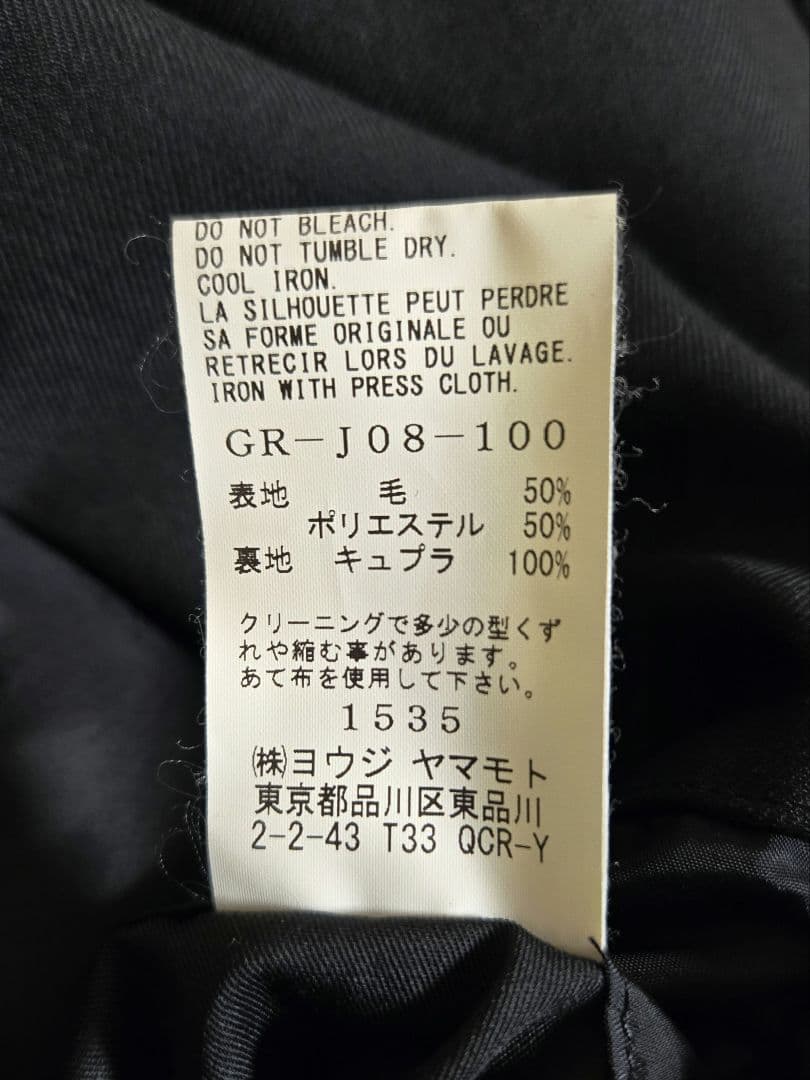 DO NOT BLEACH.
DO NOT TUMBLE DRY.
COOL IRON.
LA SILHOUETTE PEUT PERDRE
SA FORME ORIGINALE OU
RETRECIR LORS DU LAVAGE.
IRON WITH PRESS CLOTH.
GR-J08-100
表地 毛 50%
ポリエステル 50%
裏地 キュプラ 100%
クリーニングで多少の型くず
れや縮む事があります。
あて布を使用して下さい。
1535
㈱ヨウジ ヤマモト
東京都品川区東品川
2-2-43 T33 QCR-Y